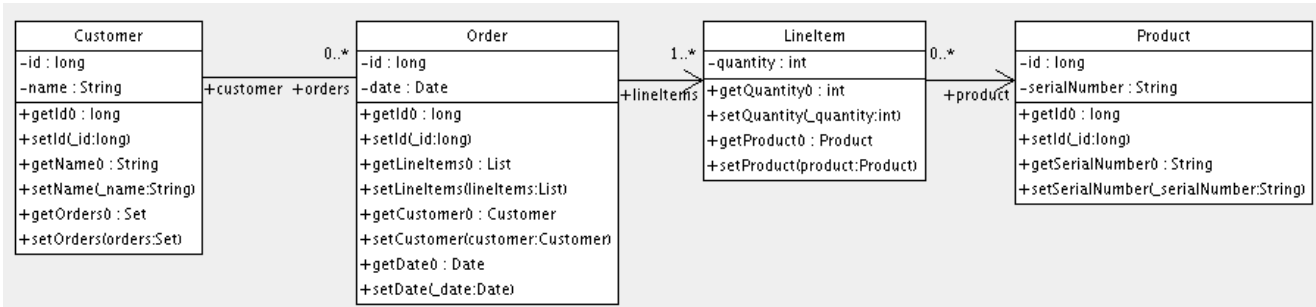 Customer
-id : long
-name : String
+getId() : long
+setId(_id:long)
+getName() : String
+setName(_name:String)
+getOrders() : Set
+setOrders(orders:Set)
0..*
+customer +orders
Order
-id : long
-date : Date
+getId() : long
+setId(_id:long)
+getLineItems() : List
+setLineItems(lineItems:List)
+getCustomer() : Customer
+setCustomer(customer:Customer)
+getDate() : Date
+setDate(_date:Date)
1..*
+lineItems
LineItem
-quantity : int
+getQuantity() : int
+setQuantity(_quantity:int)
+getProduct() : Product
+setProduct(product:Product)
0..*
+product
Product
-id : long
-serialNumber : String
+getId() : long
+setId(_id:long)
+getSerialNumber() : String
+setSerialNumber(_serialNumber:String)